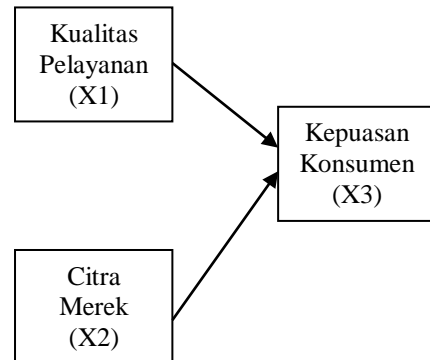 Kualitas
Pelayanan
(X1)
Kepuasan
Konsumen
(X3)
Citra
Merek
(X2)